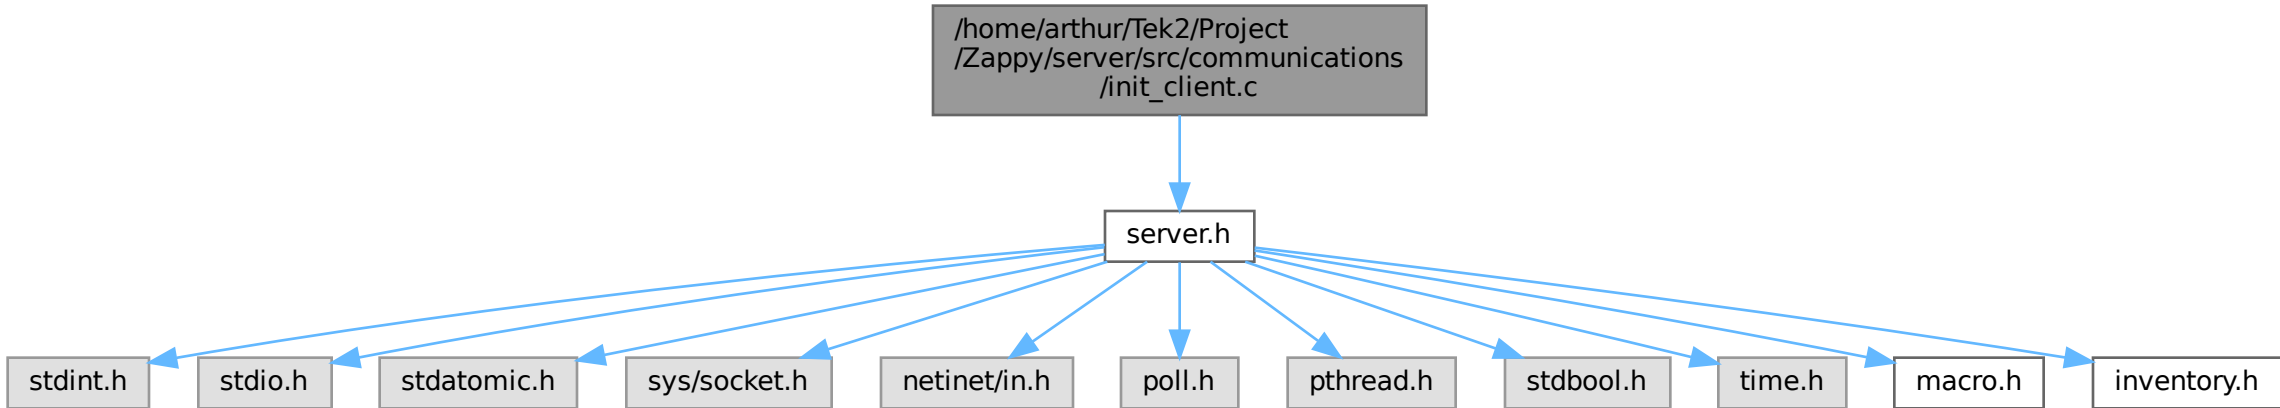 /home/arthur/Tek2/Project
/Zappy/server/src/communications
/init_client.c
server.h
stdint.h
stdio.h
stdatomic.h
sys/socket.h
netinet/in.h
poll.h
pthread.h
stdbool.h
time.h
macro.h
inventory.h